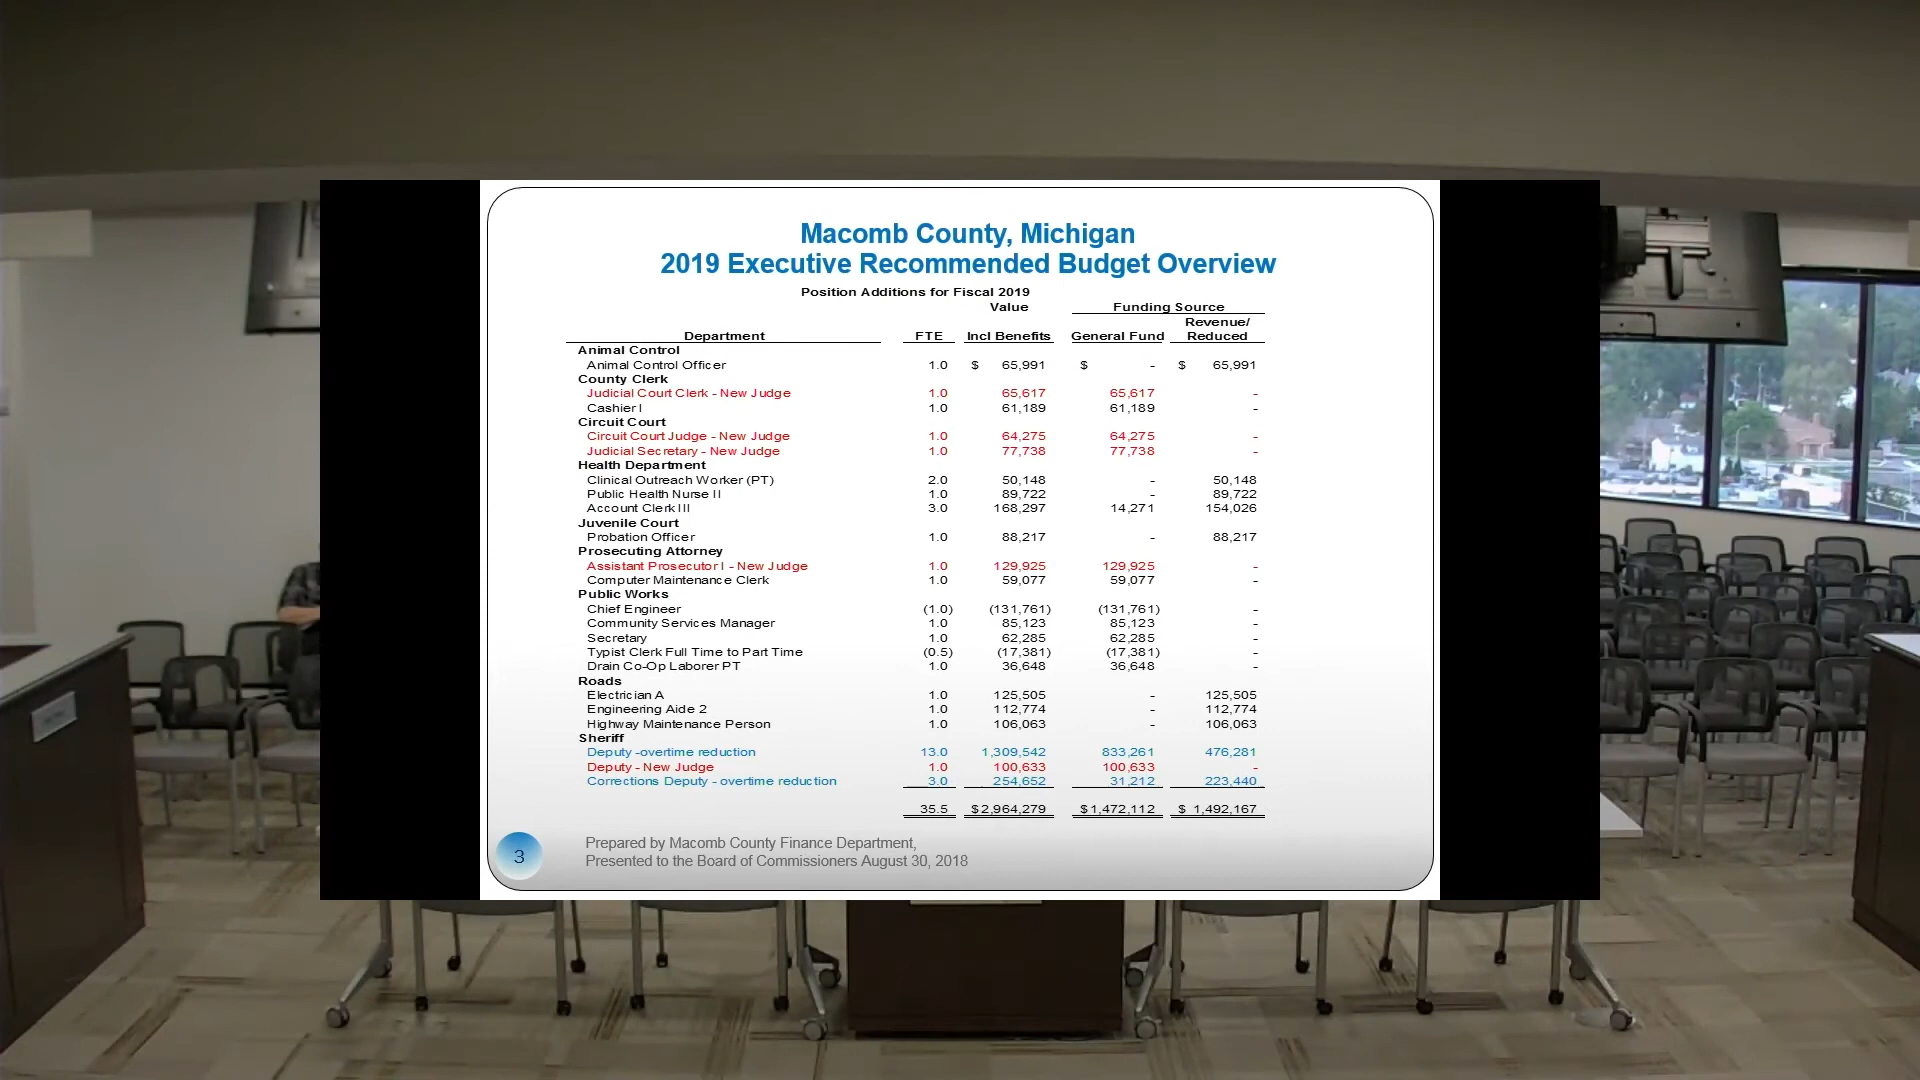 Macomb County, Michigan
2019 Executive Recommended Budget Overview
Position Additions for Fiscal 2019
Value Funding Source
Revenue/
Department FTE Incl Benefits General Fund Reduced
Animal Control
Animal Control Officer 1.0 $ 65,991 $ - $ 65,991
County Clerk
Judicial Court Clerk - New Judge 1.0 65,617 65,617 -
Cashier I 1.0 61,189 61,189 -
Circuit Court
Circuit Court Judge - New Judge 1.0 64,275 64,275 -
Judicial Secretary - New Judge 1.0 77,738 77,738 -
Health Department
Clinical Outreach Worker (PT) 2.0 50,148 - 50,148
Public Health Nurse II 1.0 89,722 - 89,722
Account Clerk III 3.0 168,297 14,271 154,026
Juvenile Court
Probation Officer 1.0 88,217 - 88,217
Prosecuting Attorney
Assistant Prosecutor I - New Judge 1.0 129,925 129,925 -
Computer Maintenance Clerk 1.0 59,077 59,077 -
Public Works
Chief Engineer (1.0) (131,761) (131,761) -
Community Services Manager 1.0 85,123 85,123 -
Secretary 1.0 62,285 62,285 -
Typist Clerk Full Time to Part Time (0.5) (17,381) (17,381) -
Drain Co-Op Laborer PT 1.0 36,648 36,648 -
Roads
Electrician A 1.0 125,505 - 125,505
Engineering Aide 2 1.0 112,774 - 112,774
Highway Maintenance Person 1.0 106,063 - 106,063
Sheriff
Deputy -overtime reduction 13.0 1,309,542 833,261 476,281
Deputy - New Judge 1.0 100,633 100,633 -
Corrections Deputy - overtime reduction 3.0 254,652 31,212 223,440
35.5 $ 2,964,279 $ 1,472,112 $ 1,492,167
Prepared by Macomb County Finance Department,
Presented to the Board of Commissioners August 30, 2018
3